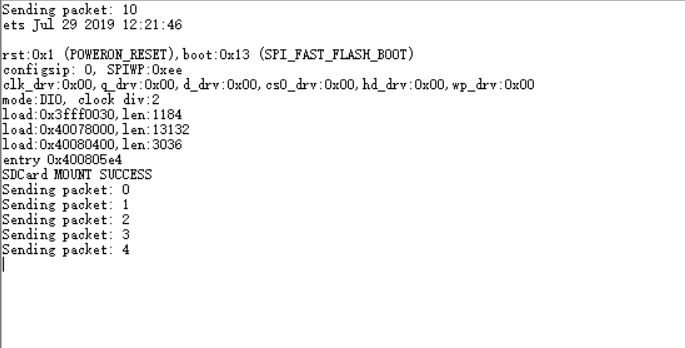 Sending packet: 10
ets Jul 29 2019 12:21:46

rst:0x1 (POWERON_RESET),boot:0x13 (SPI_FAST_FLASH_BOOT)
configsip: 0, SPIWP:0xee
clk_drv:0x00,q_drv:0x00,d_drv:0x00,cs0_drv:0x00,hd_drv:0x00,wp_drv:0x00
mode:DIO, clock div:2
load:0x3fff0030,len:1184
load:0x40078000,len:13132
load:0x40080400,len:3036
entry 0x400805e4
SDCard MOUNT SUCCESS
Sending packet: 0
Sending packet: 1
Sending packet: 2
Sending packet: 3
Sending packet: 4